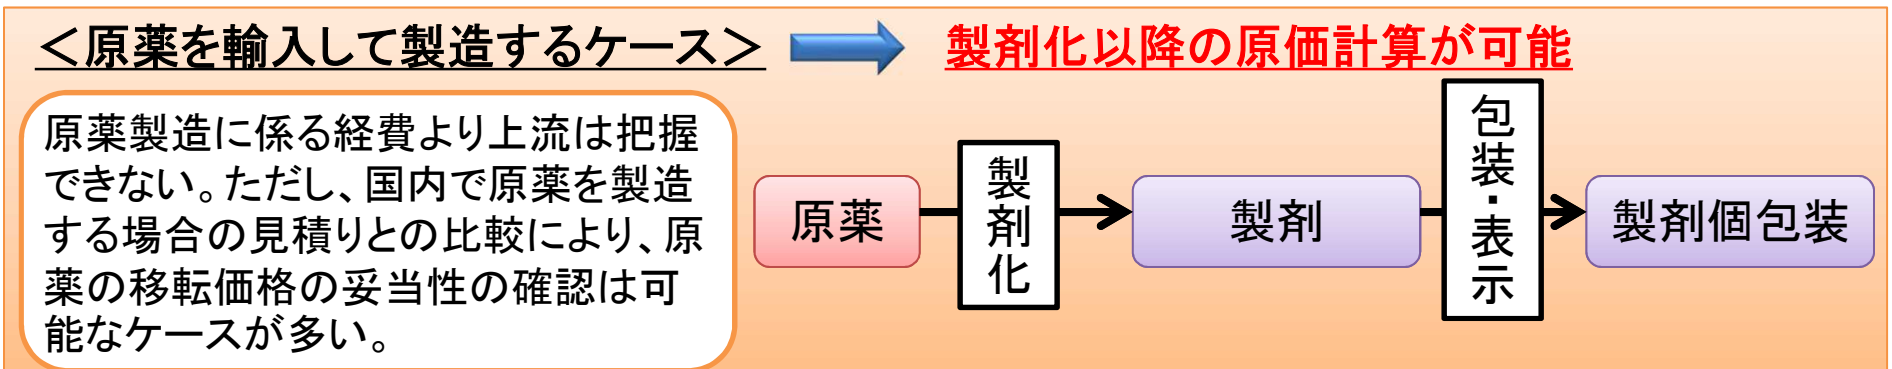 ＜原薬を輸入して製造するケース＞
製剤化以降の原価計算が可能
原薬製造に係る経費より上流は把握
できない。ただし、国内で原薬を製造
する場合の見積りとの比較により、原
薬の移転価格の妥当性の確認は可
能なケースが多い。
原薬
製剤化
製剤
包装・表示
製剤個包装